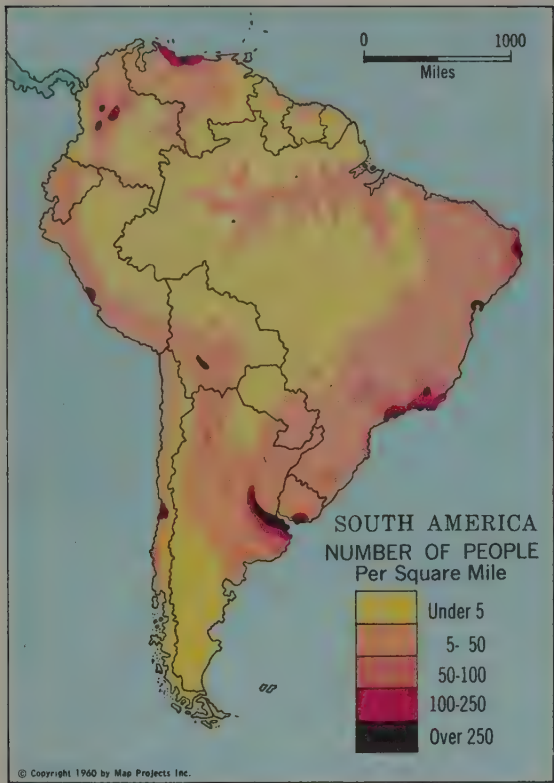 0 1000
Miles
SOUTH AMERICA
NUMBER OF PEOPLE
Per Square Mile
Under 5
5- 50
50-100
100-250
Over 250
© Copyright 1960 by Map Projects Inc.